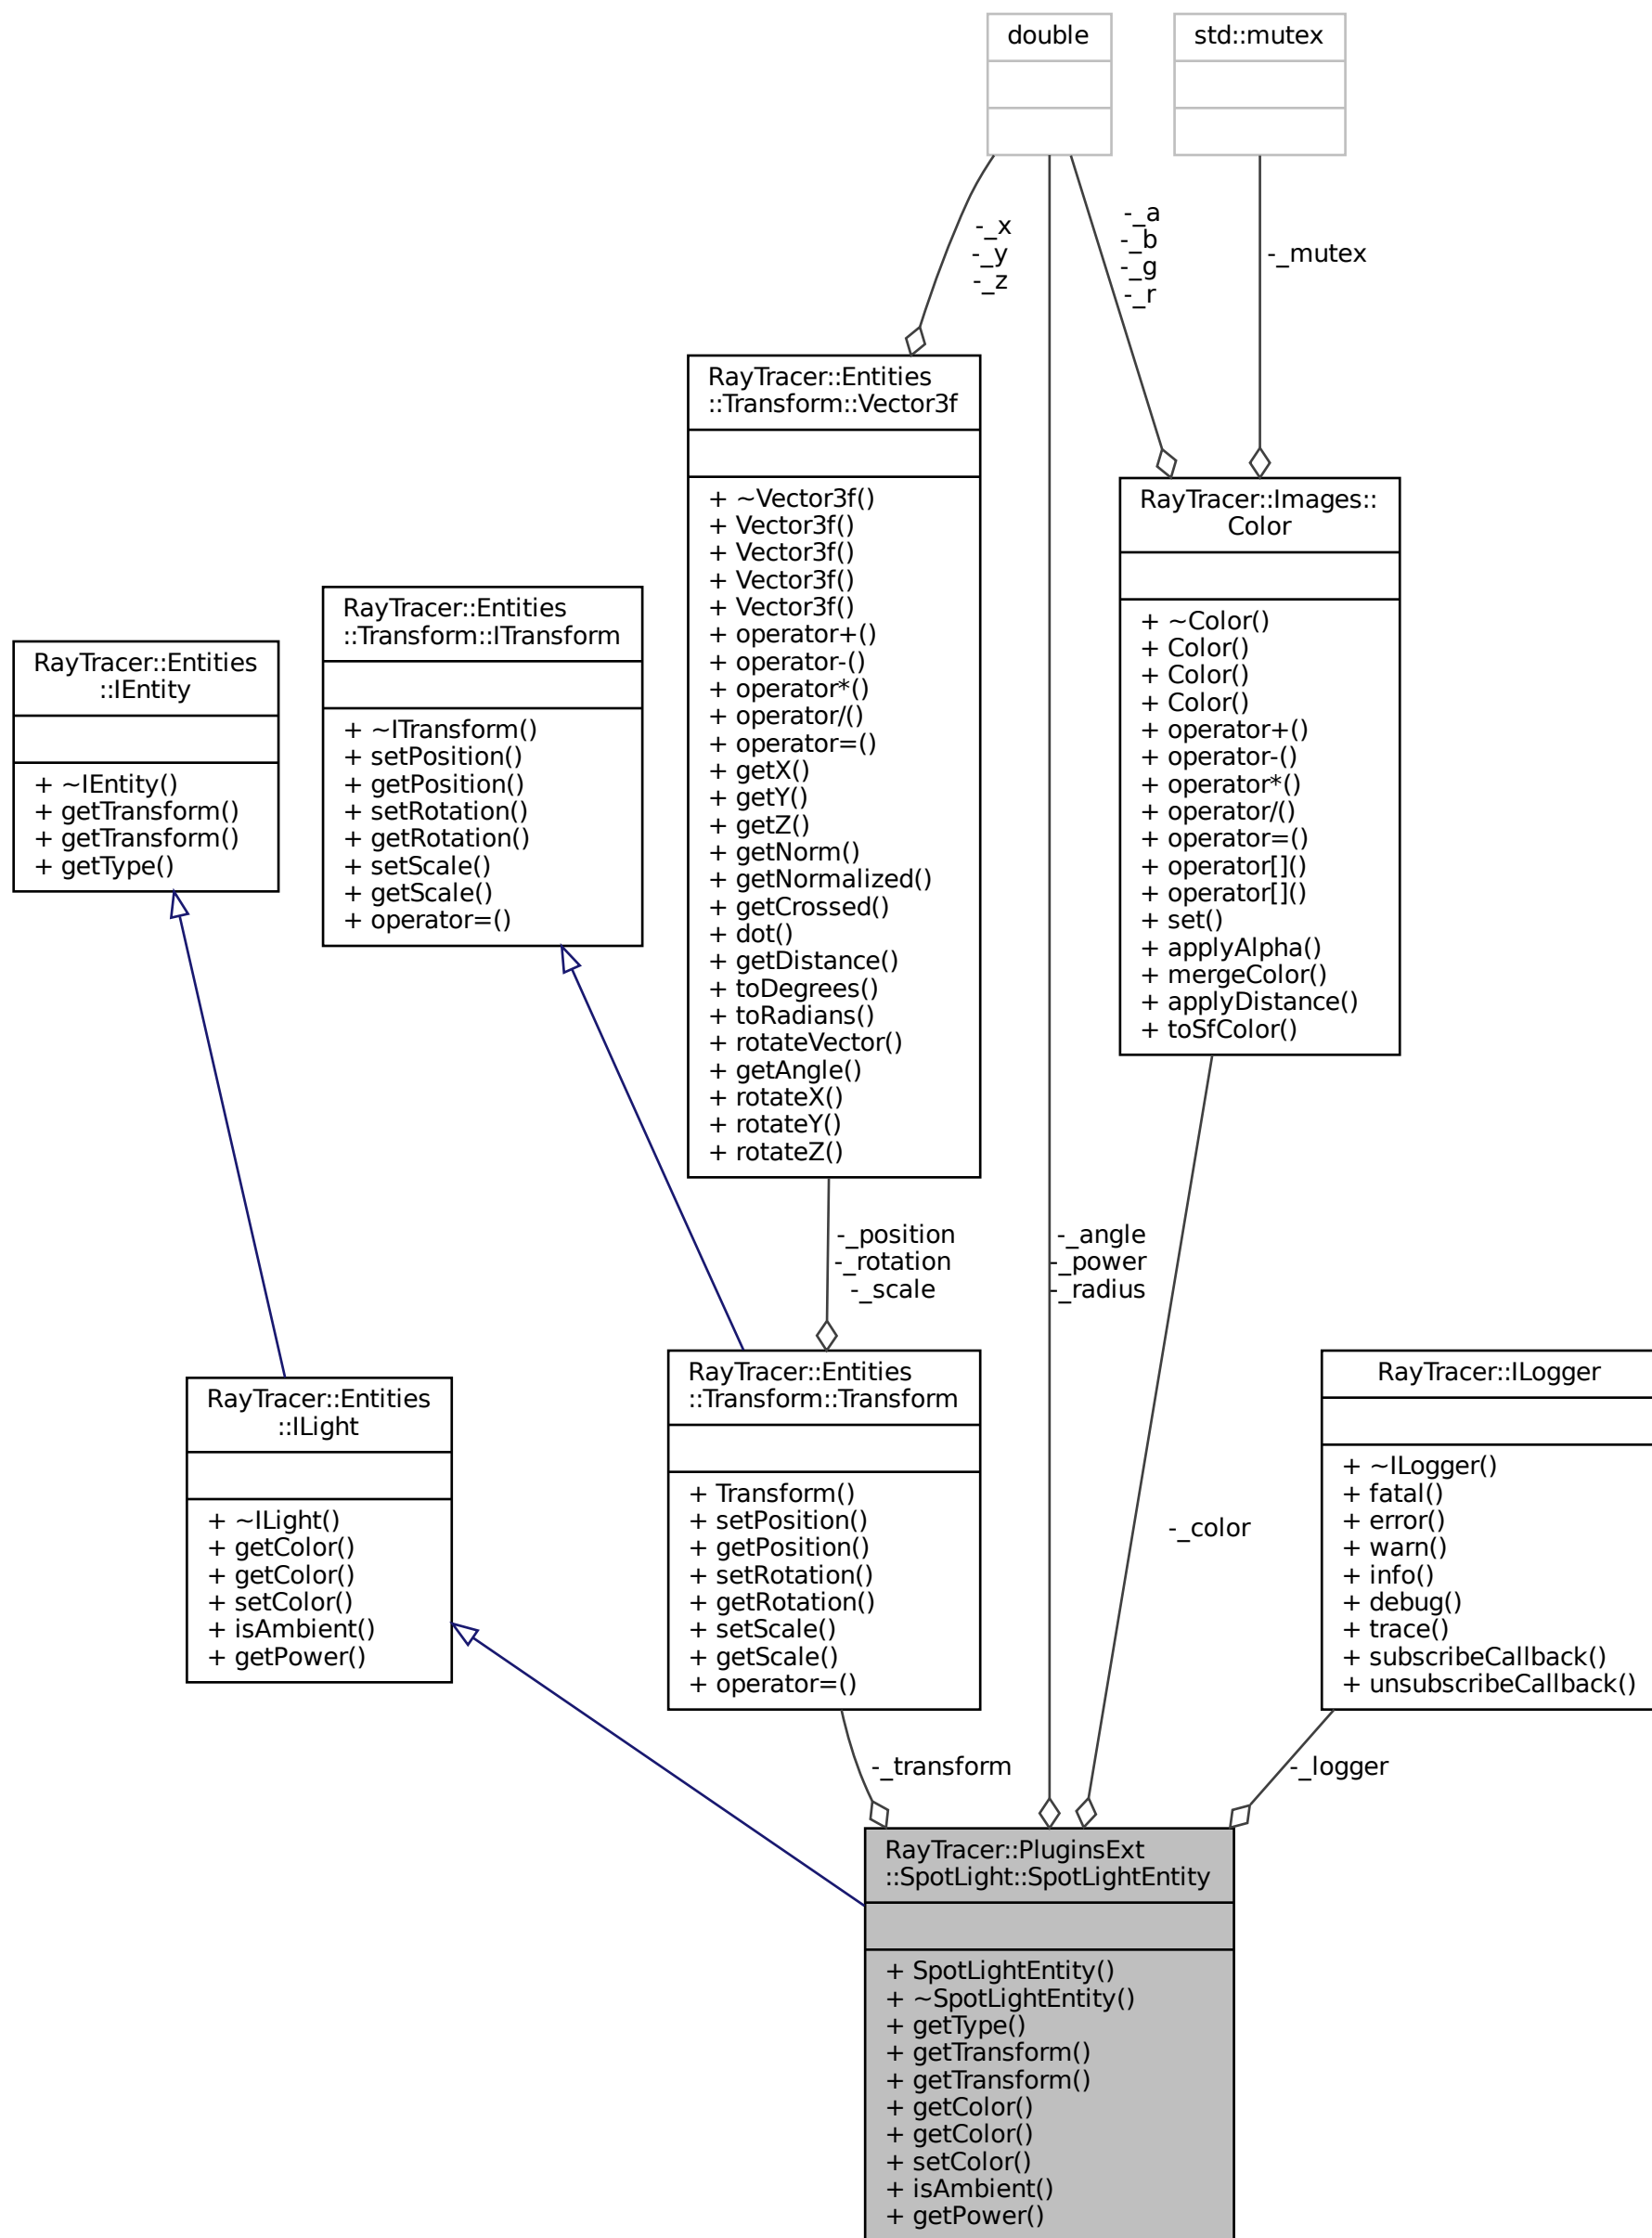 double
std::mutex
-_x
-_y
-_z
-_a
-_b
-_g
-_r
-_mutex
RayTracer::Entities
::Transform::Vector3f
+ ~Vector3f()
+ Vector3f()
+ Vector3f()
+ Vector3f()
+ Vector3f()
+ operator+()
+ operator-()
+ operator*()
+ operator/()
+ operator=()
+ getX()
+ getY()
+ getZ()
+ getNorm()
+ getNormalized()
+ getCrossed()
+ dot()
+ getDistance()
+ toDegrees()
+ toRadians()
+ rotateVector()
+ getAngle()
+ rotateX()
+ rotateY()
+ rotateZ()
RayTracer::Images::
Color
+ ~Color()
+ Color()
+ Color()
+ Color()
+ operator+()
+ operator-()
+ operator*()
+ operator/()
+ operator=()
+ operator[]()
+ operator[]()
+ set()
+ applyAlpha()
+ mergeColor()
+ applyDistance()
+ toSfColor()
RayTracer::Entities
::Transform::ITransform
+ ~ITransform()
+ setPosition()
+ getPosition()
+ setRotation()
+ getRotation()
+ setScale()
+ getScale()
+ operator=()
RayTracer::Entities
::IEntity
+ ~IEntity()
+ getTransform()
+ getTransform()
+ getType()
-_position
-_rotation
-_scale
-_angle
-_power
-_radius
RayTracer::Entities
::ILight
+ ~ILight()
+ getColor()
+ getColor()
+ setColor()
+ isAmbient()
+ getPower()
RayTracer::Entities
::Transform::Transform
+ Transform()
+ setPosition()
+ getPosition()
+ setRotation()
+ getRotation()
+ setScale()
+ getScale()
+ operator=()
-_color
RayTracer::ILogger
+ ~ILogger()
+ fatal()
+ error()
+ warn()
+ info()
+ debug()
+ trace()
+ subscribeCallback()
+ unsubscribeCallback()
-_transform
-_logger
RayTracer::PluginsExt
::SpotLight::SpotLightEntity
+ SpotLightEntity()
+ ~SpotLightEntity()
+ getType()
+ getTransform()
+ getTransform()
+ getColor()
+ getColor()
+ setColor()
+ isAmbient()
+ getPower()